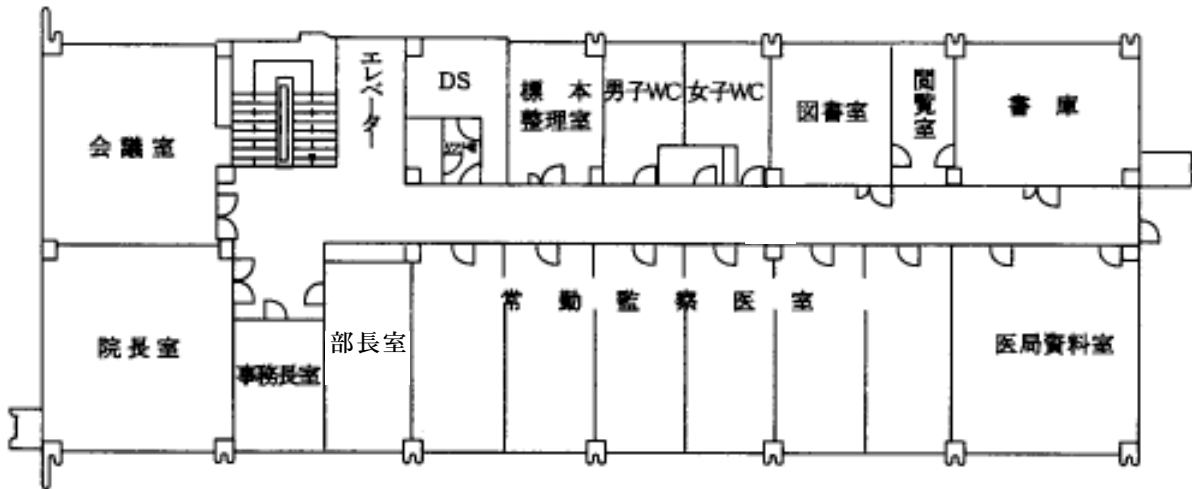 会議室
エレベーター
DS
標本
整理室
男子WC
女子WC
図書室
閲覧室
書庫
常勤監察医室
院長室
事務長室
部長室
医局資料室